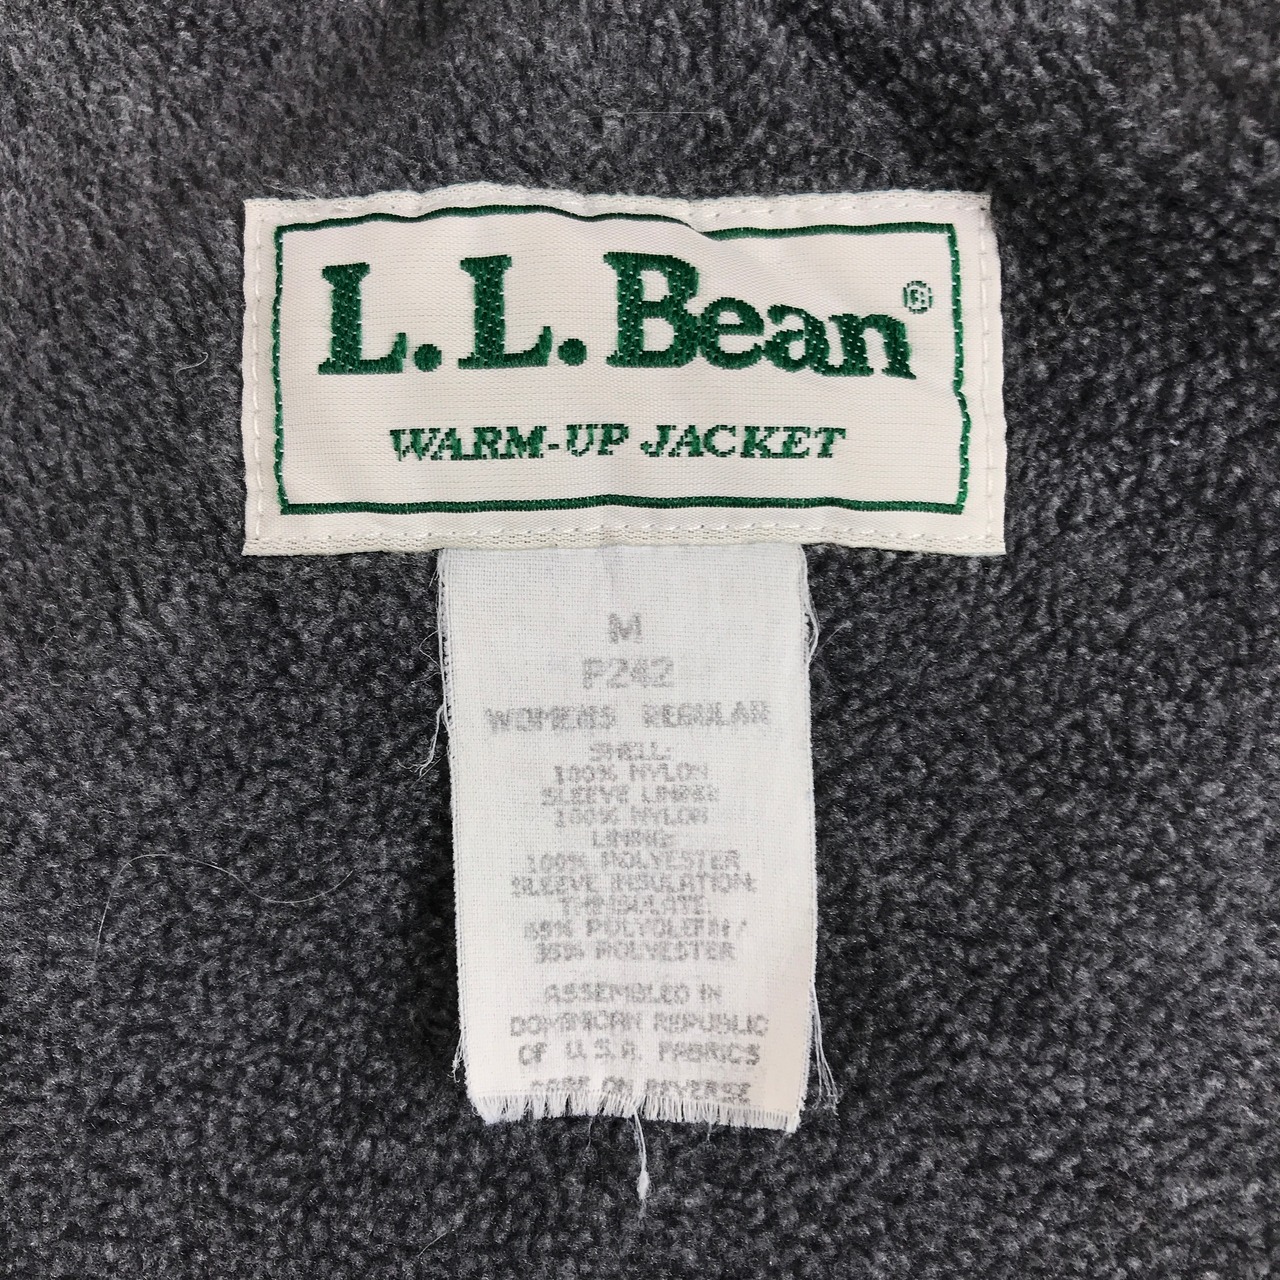 L.L.Bean®
WARM-UP JACKET
M
P242
WOMENS REGULAR
SHELL:
100% NYLON
SLEEVE LINING:
100% NYLON
LINING:
100% POLYESTER
SLEEVE INSULATION:
THINSULATE:
65% POLYOLEFIN/
35% POLYESTER
ASSEMBLED IN
DOMINICAN REPUBLIC
OF U.S.A. FABRICS
CARE ON REVERSE